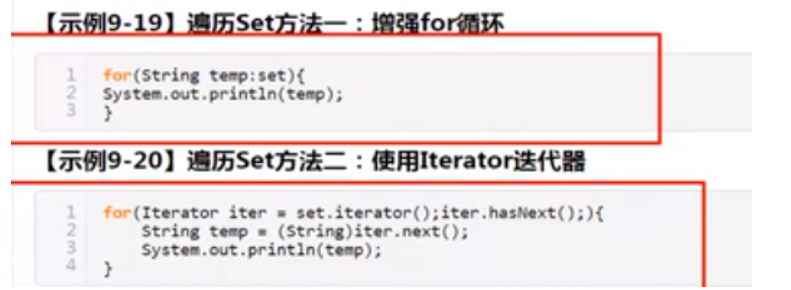 【示例9-19】遍历Set方法一：增强for循环
1 for(String temp:set){
2 System.out.println(temp);
3 }
【示例9-20】遍历Set方法二：使用Iterator迭代器
1 for(Iterator iter = set.iterator();iter.hasNext();){
2     String temp = (String)iter.next();
3     System.out.println(temp);
4 }